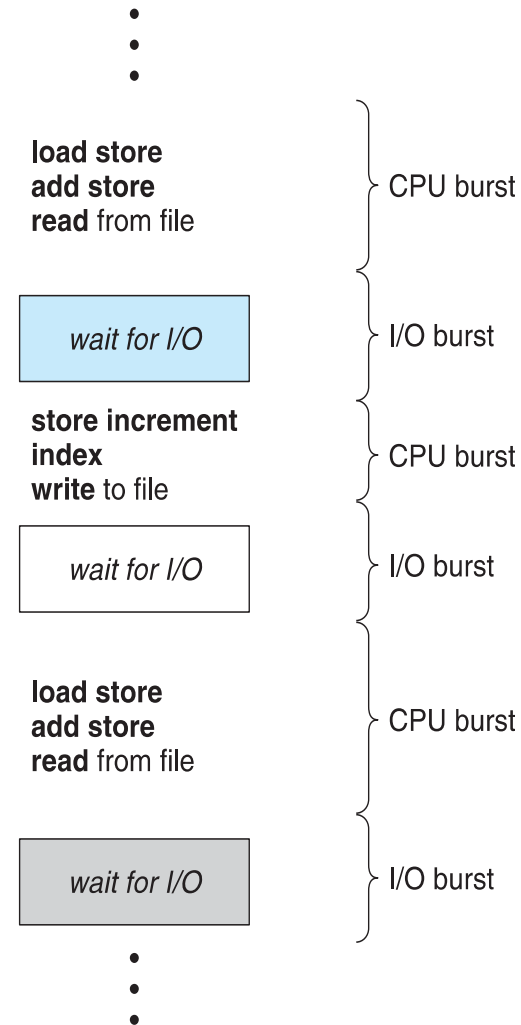 load store
add store
read from file
CPU burst
wait for I/O
I/O burst
store increment
index
write to file
CPU burst
wait for I/O
I/O burst
load store
add store
read from file
CPU burst
wait for I/O
I/O burst